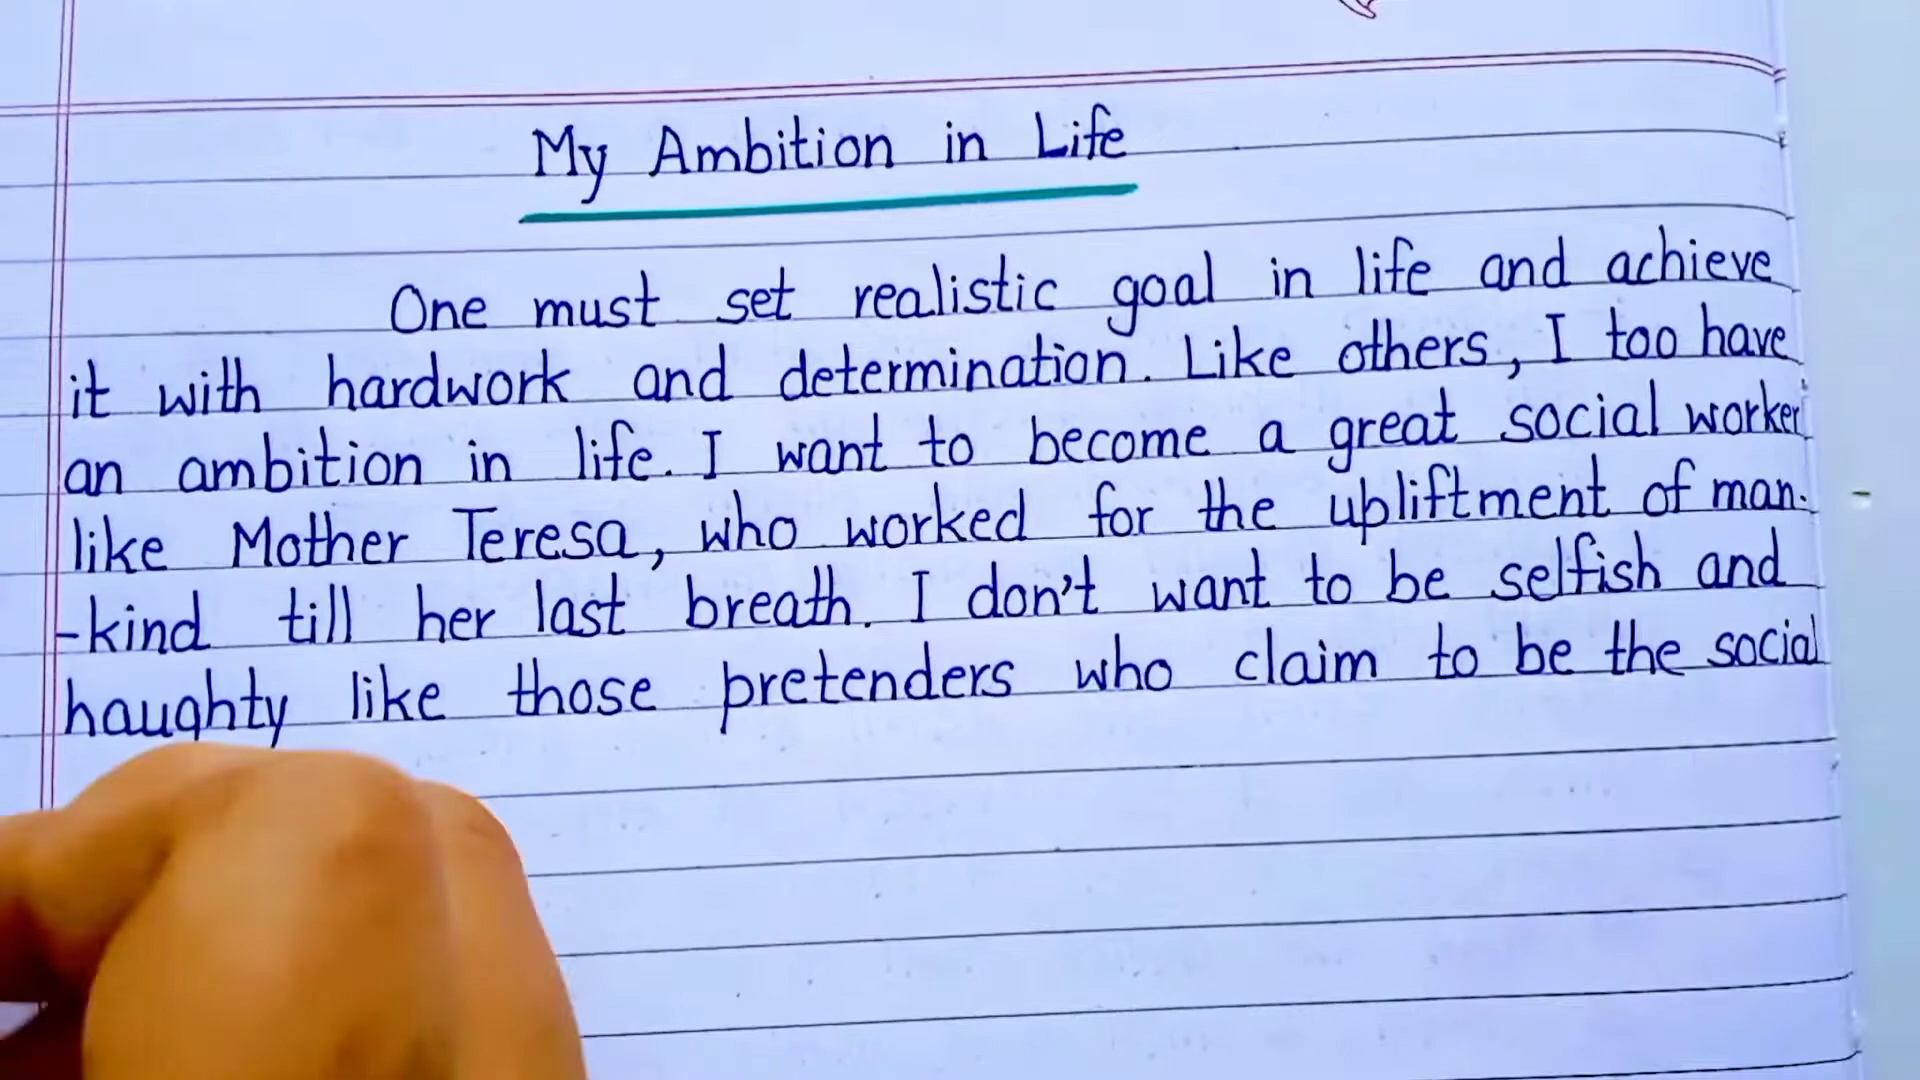 My Ambition in Life
One must set realistic goal in life and achieve
it with hardwork and determination. Like others, I too have
an ambition in life. I want to become a great social worker
like Mother Teresa, who worked for the upliftment of man-
-kind till her last breath. I don't want to be selfish and
haughty like those pretenders who claim to be the social